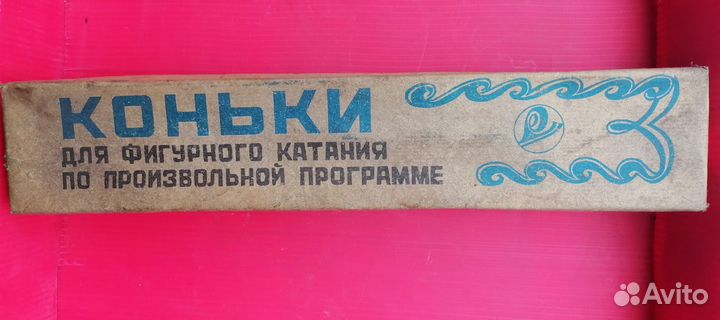 КОНЬКИ
ДЛЯ ФИГУРНОГО КАТАНИЯ
ПО ПРОИЗВОЛЬНОЙ ПРОГРАММЕ
Avito